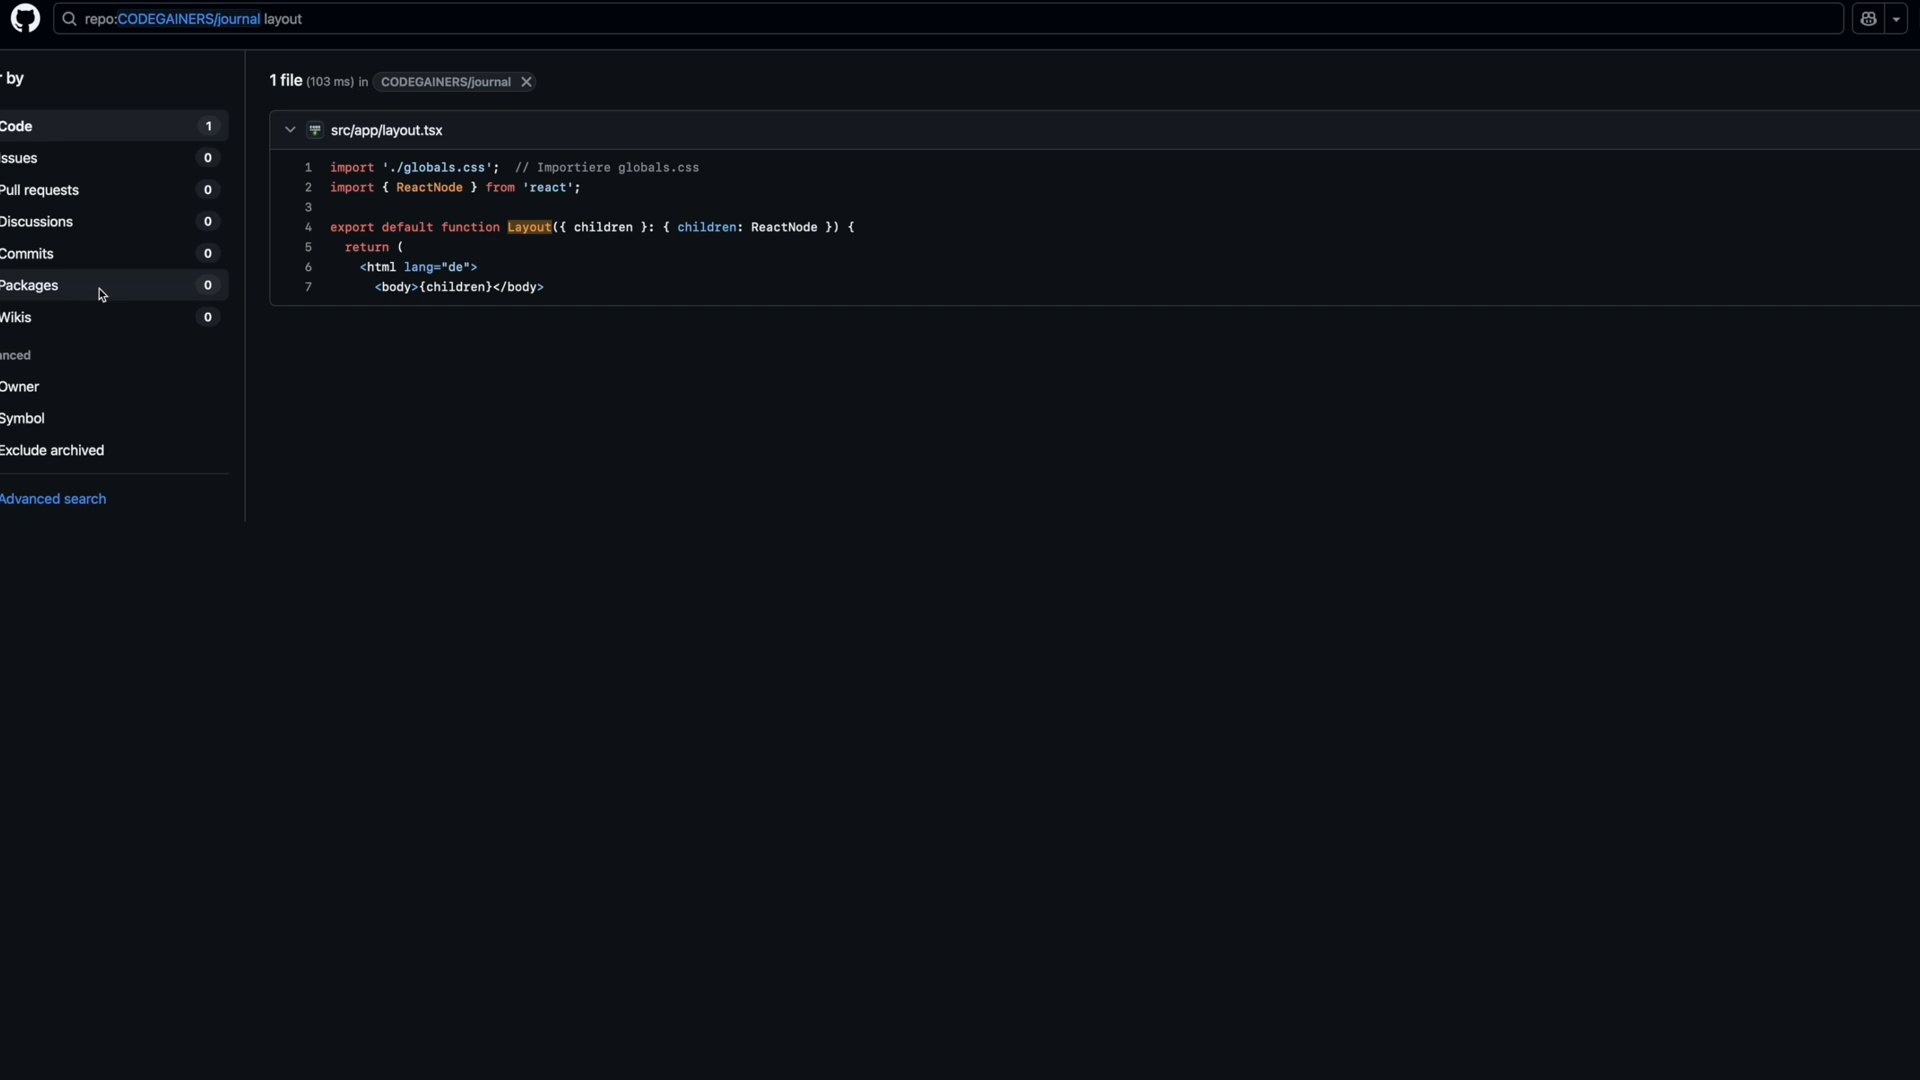 repo:CODEGAINERS/journal layout
r by
Code 1
Issues 0
Pull requests 0
Discussions 0
Commits 0
Packages 0
Wikis 0
anced
Owner
Symbol
Exclude archived
Advanced search
1 file (103 ms) in CODEGAINERS/journal
src/app/layout.tsx
1 import './globals.css'; // Importiere globals.css
2 import { ReactNode } from 'react';
3
4 export default function Layout({ children }: { children: ReactNode }) {
5 return (
6 <html lang="de">
7 <body>{children}</body>